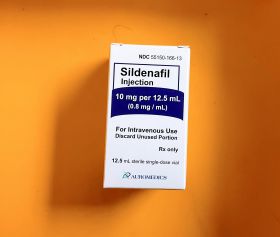 NDC 55150-166-13
Sildenafil
Injection
10 mg per 12.5 mL
(0.8 mg / mL)
For Intravenous Use
Discard Unused Portion
Rx only
12.5 mL sterile single-dose vial
AUROMEDICS